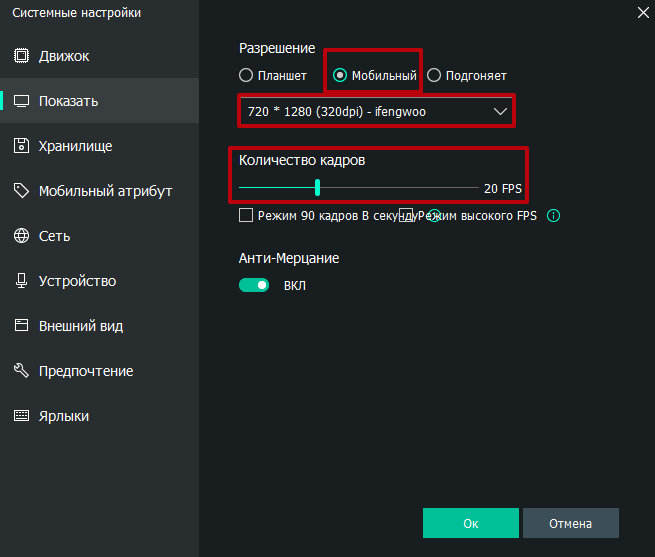 Системные настройки
Движок
Показать
Хранилище
Мобильный атрибут
Сеть
Устройство
Внешний вид
Предпочтение
Ярлыки
Разрешение
Планшет Мобильный Подгоняет
720 * 1280 (320dpi) - ifengwoo
Количество кадров
20 FPS
Режим 90 кадров В секунду Режим высокого FPS
Анти-Мерцание
ВКЛ
Ок Отмена